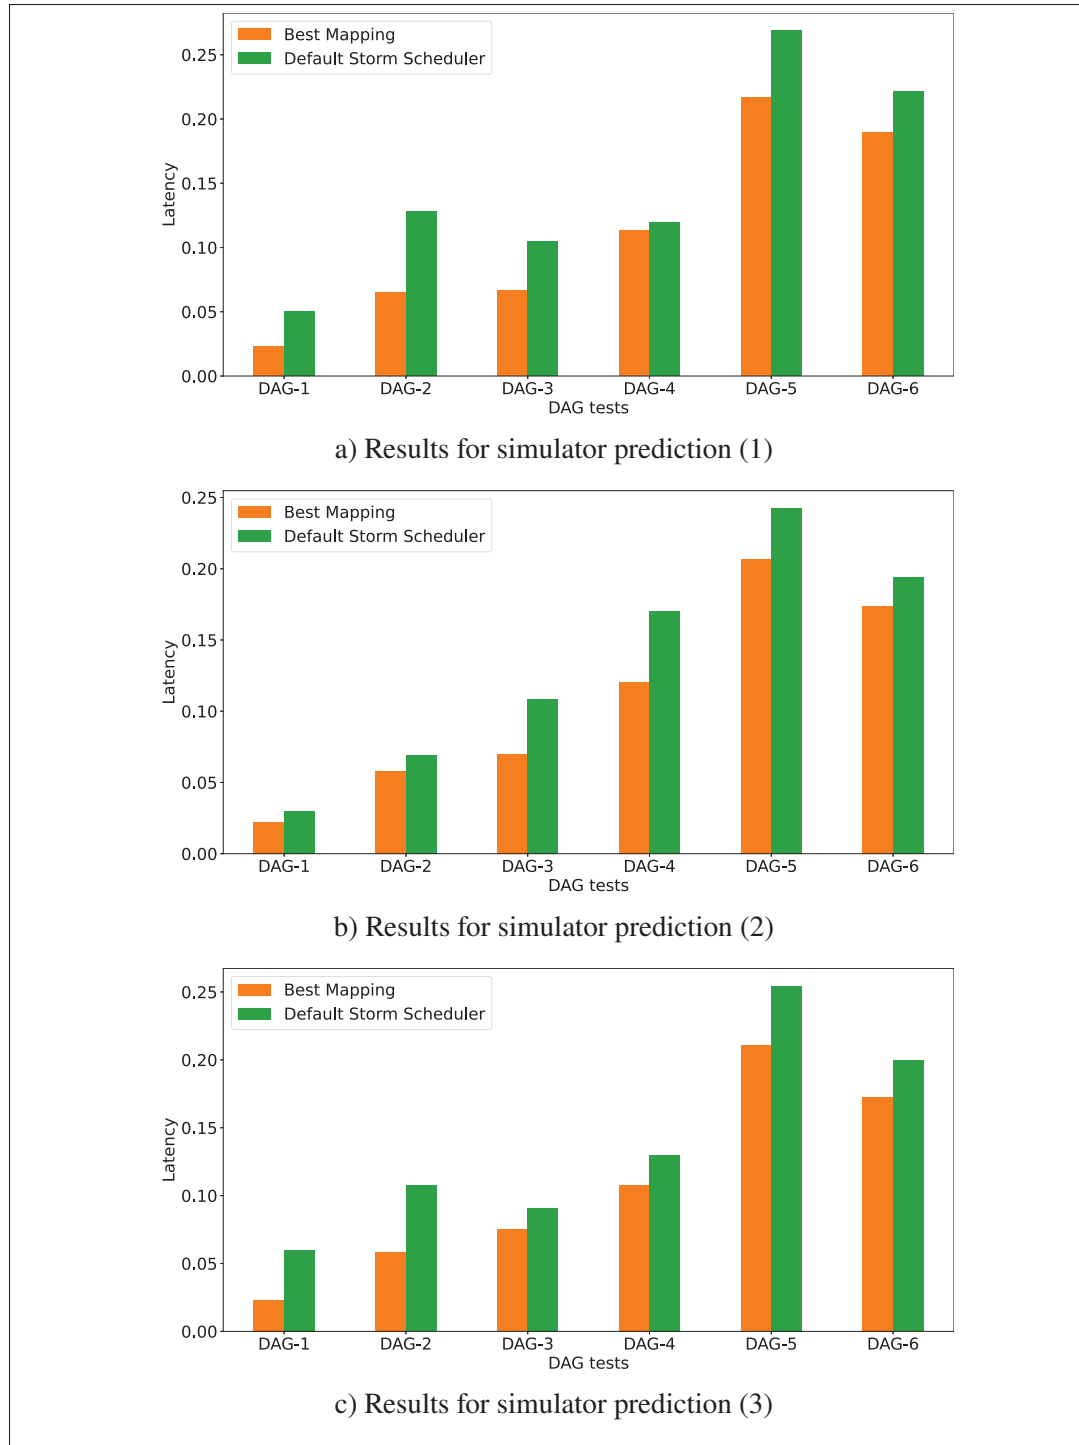 Best Mapping
Default Storm Scheduler
Latency
0.25
0.20
0.15
0.10
0.05
0.00
DAG-1 DAG-2 DAG-3 DAG-4 DAG-5 DAG-6
DAG tests
a) Results for simulator prediction (1)
Best Mapping
Default Storm Scheduler
Latency
0.25
0.20
0.15
0.10
0.05
0.00
DAG-1 DAG-2 DAG-3 DAG-4 DAG-5 DAG-6
DAG tests
b) Results for simulator prediction (2)
Best Mapping
Default Storm Scheduler
Latency
0.25
0.20
0.15
0.10
0.05
0.00
DAG-1 DAG-2 DAG-3 DAG-4 DAG-5 DAG-6
DAG tests
c) Results for simulator prediction (3)